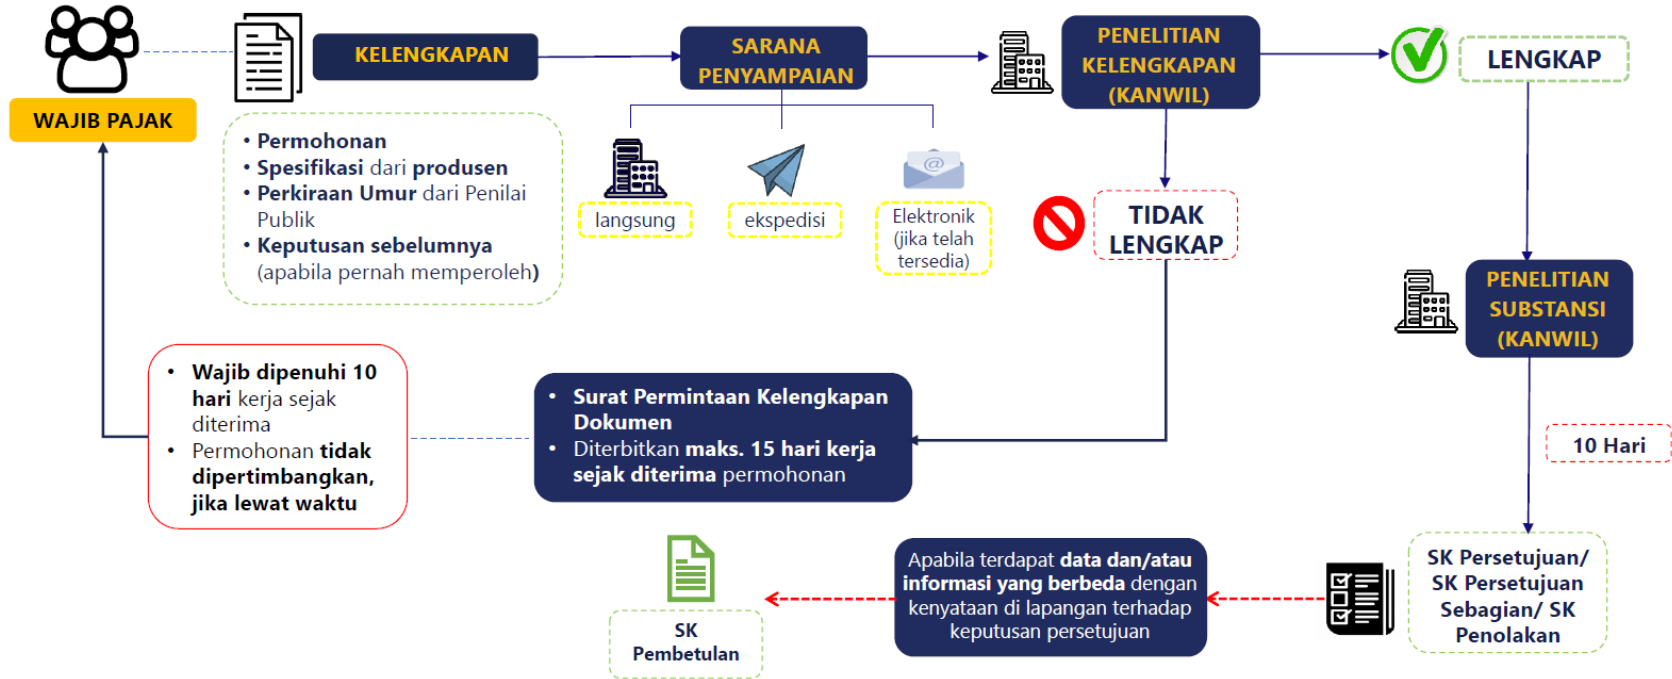 WAJIB PAJAK
KELENGKAPAN
• Permohonan
• Spesifikasi dari produsen
• Perkiraan Umur dari Penilai
Publik
• Keputusan sebelumnya
(apabila pernah memperoleh)
SARANA
PENYAMPAIAN
langsung
ekspedisi
Elektronik
(jika telah
tersedia)
PENELITIAN
KELENGKAPAN
(KANWIL)
LENGKAP
TIDAK
LENGKAP
PENELITIAN
SUBSTANSI
(KANWIL)
• Wajib dipenuhi 10
hari kerja sejak
diterima
• Permohonan tidak
dipertimbangkan,
jika lewat waktu
• Surat Permintaan Kelengkapan
Dokumen
• Diterbitkan maks. 15 hari kerja
sejak diterima permohonan
10 Hari
SK Persetujuan/
SK Persetujuan
Sebagian/ SK
Penolakan
Apabila terdapat data dan/atau
informasi yang berbeda dengan
kenyataan di lapangan terhadap
keputusan persetujuan
SK
Pembetulan